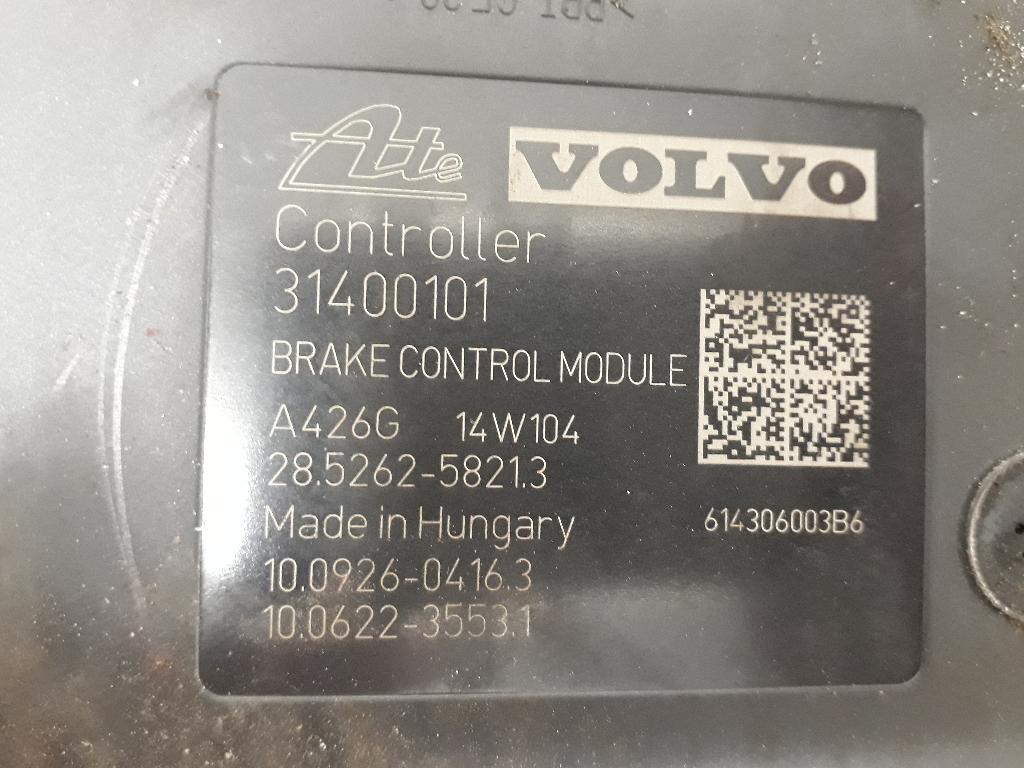 Ate VOLVO
Controller
31400101
BRAKE CONTROL MODULE
A426G 14W104
28.5262-5821.3
Made in Hungary
614306003B6
10.0926-0416.3
10.0622-3553.1